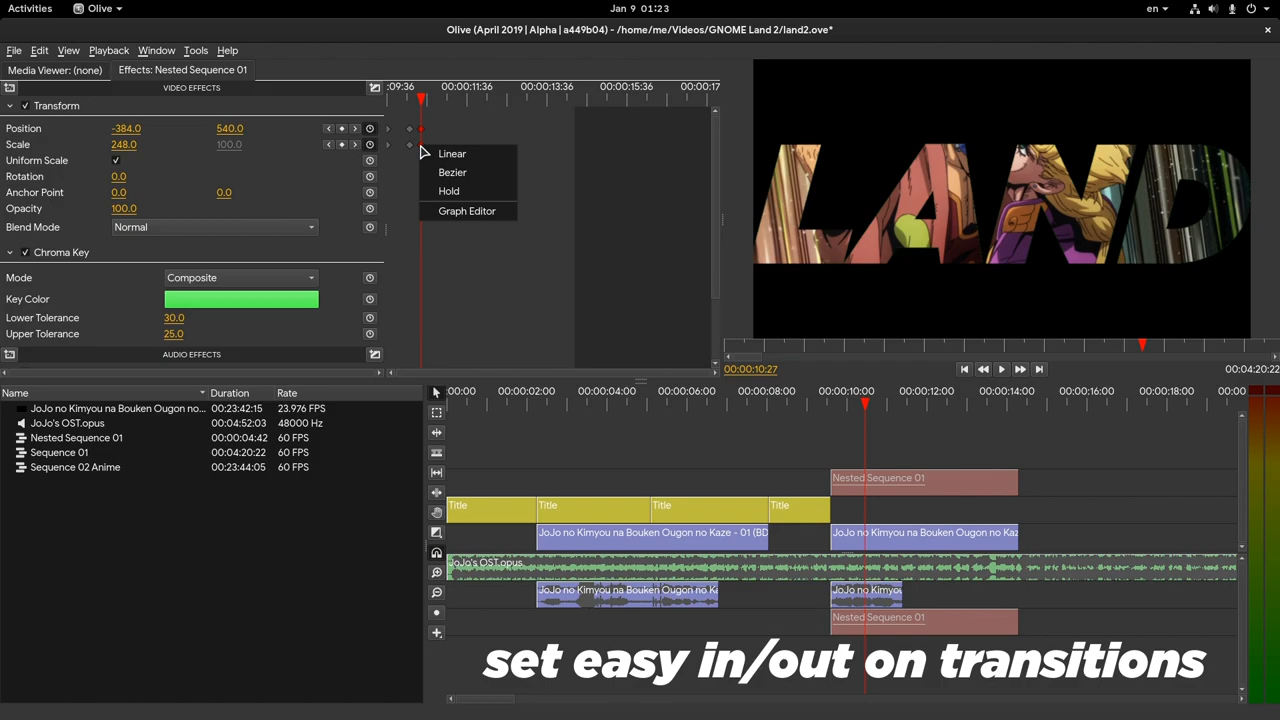 Activities
Olive
Jan 9 01:23
en
Olive (April 2019 | Alpha | a449b04) - /home/me/Videos/GNOME Land 2/land2.ove*
File Edit View Playback Window Tools Help
Media Viewer: (none) Effects: Nested Sequence 01
VIDEO EFFECTS
:09:36 00:00:11:36 00:00:13:36 00:00:15:36 00:00:17
Transform
Position -384.0 540.0
Scale 248.0 100.0
Uniform Scale
Rotation 0.0
Anchor Point 0.0 0.0
Opacity 100.0
Blend Mode Normal
Linear
Bezier
Hold
Graph Editor
Chroma Key
Mode Composite
Key Color
Lower Tolerance 30.0
Upper Tolerance 25.0
AUDIO EFFECTS
LAND
00:00:10:27 00:04:20:22
Name Duration Rate
JoJo no Kimyou na Bouken Ougon no... 00:23:42:15 23.976 FPS
JoJo's OST.opus 00:04:52:03 48000 Hz
Nested Sequence 01 00:00:04:42 60 FPS
Sequence 01 00:04:20:22 60 FPS
Sequence 02 Anime 00:23:44:05 60 FPS
:00:00 00:00:02:00 00:00:04:00 00:00:06:00 00:00:08:00 00:00:10:00 00:00:12:00 00:00:14:00 00:00:16:00 00:00:18:00 00:00
Nested Sequence 01
Title Title Title Title
JoJo no Kimyou na Bouken Ougon no Kaze - 01 (BD JoJo no Kimyou na Bouken Ougon no Kaz
JoJo's OST.opus
JoJo no Kimyou na Bouken Ougon no Ka JoJo no Kimyou
Nested Sequence 01
set easy in/out on transitions